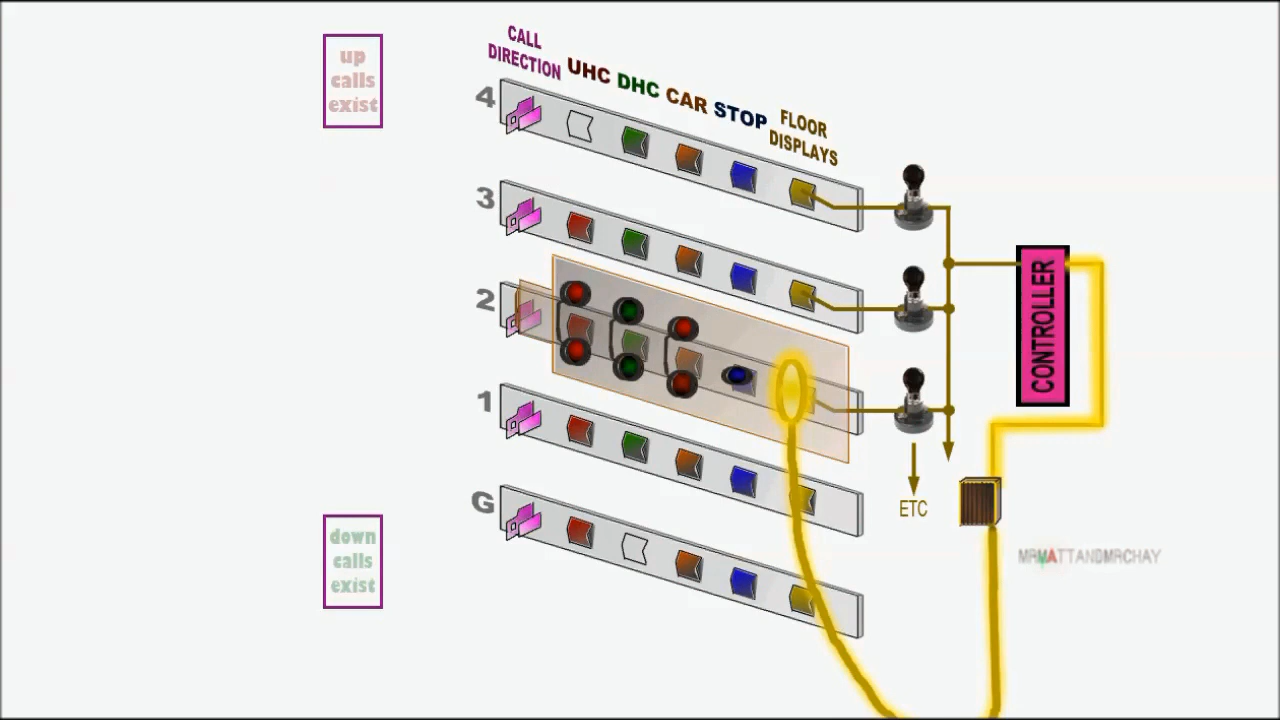 up
calls
exist
CALL
DIRECTION
UHC DHC CAR STOP
FLOOR
DISPLAYS
4
3
2
1
G
CONTROLLER
ETC
down
calls
exist
MRMATTANDMRCHAY